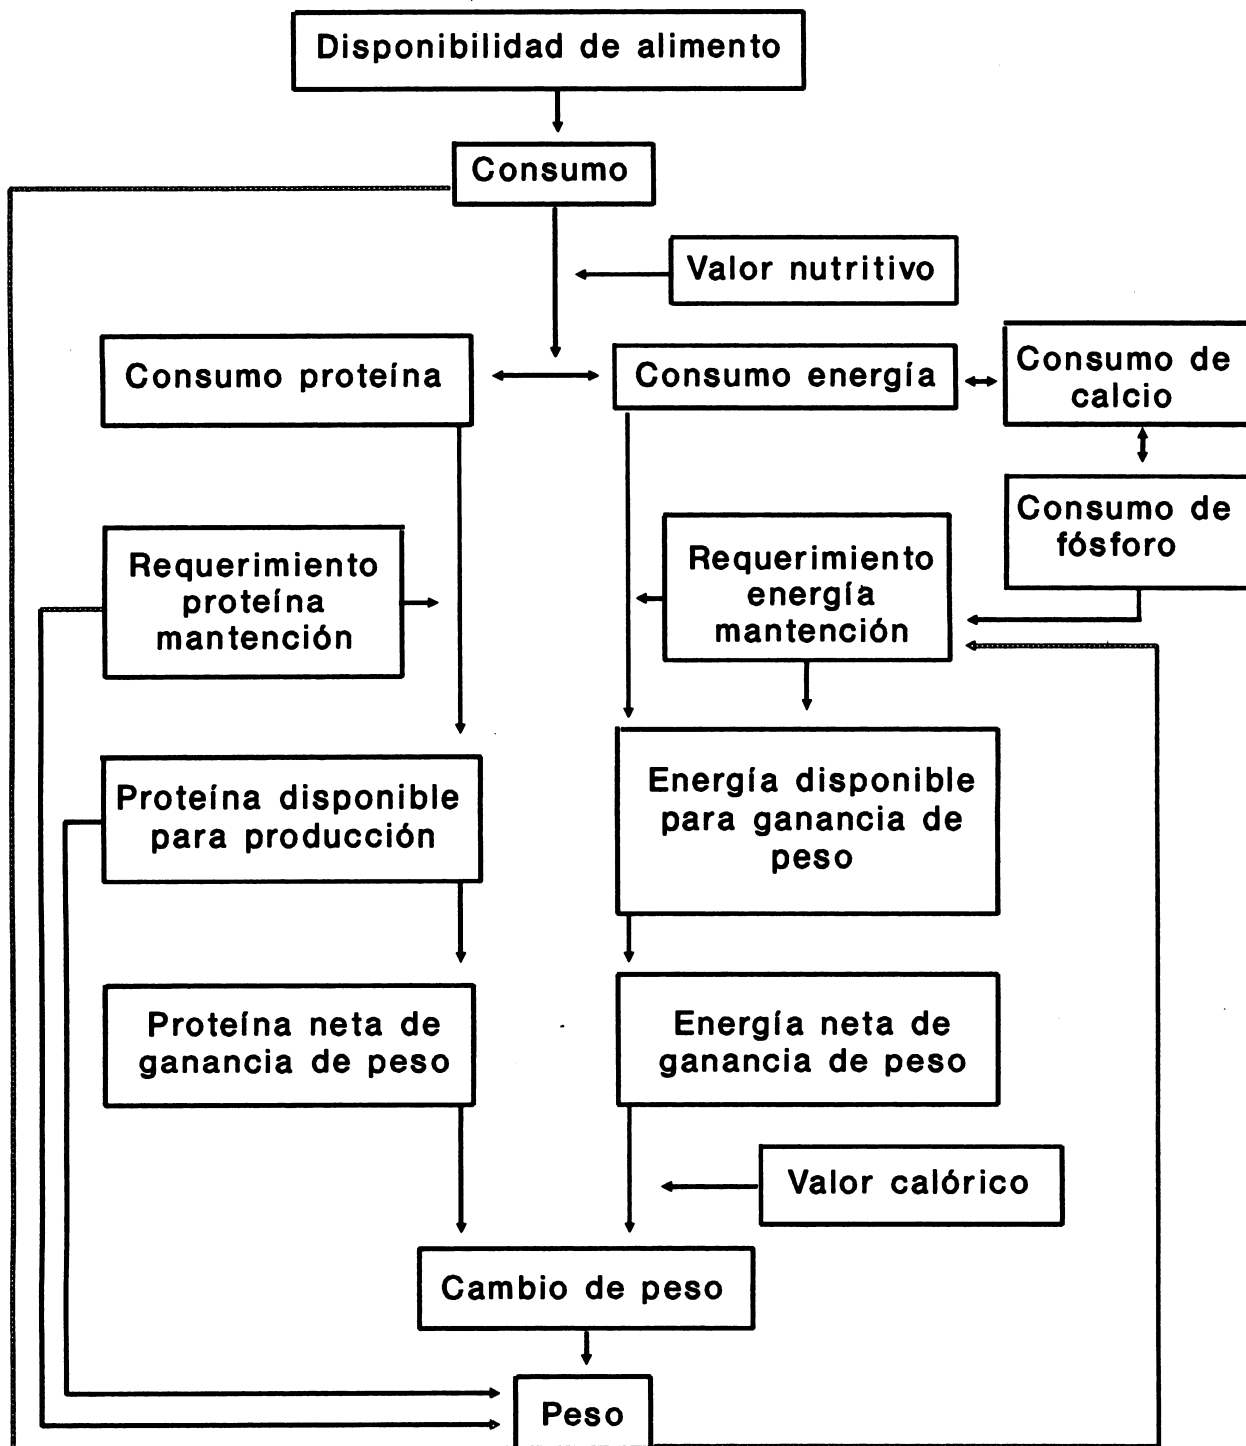 Disponibilidad de alimento
Consumo
Valor nutritivo
Consumo proteína
Consumo energía
Consumo de
calcio
Consumo de
fósforo
Requerimiento
proteína
mantención
Requerimiento
energía
mantención
Proteína disponible
para producción
Energía disponible
para ganancia de
peso
Proteína neta de
ganancia de peso
Energía neta de
ganancia de peso
Valor calórico
Cambio de peso
Peso